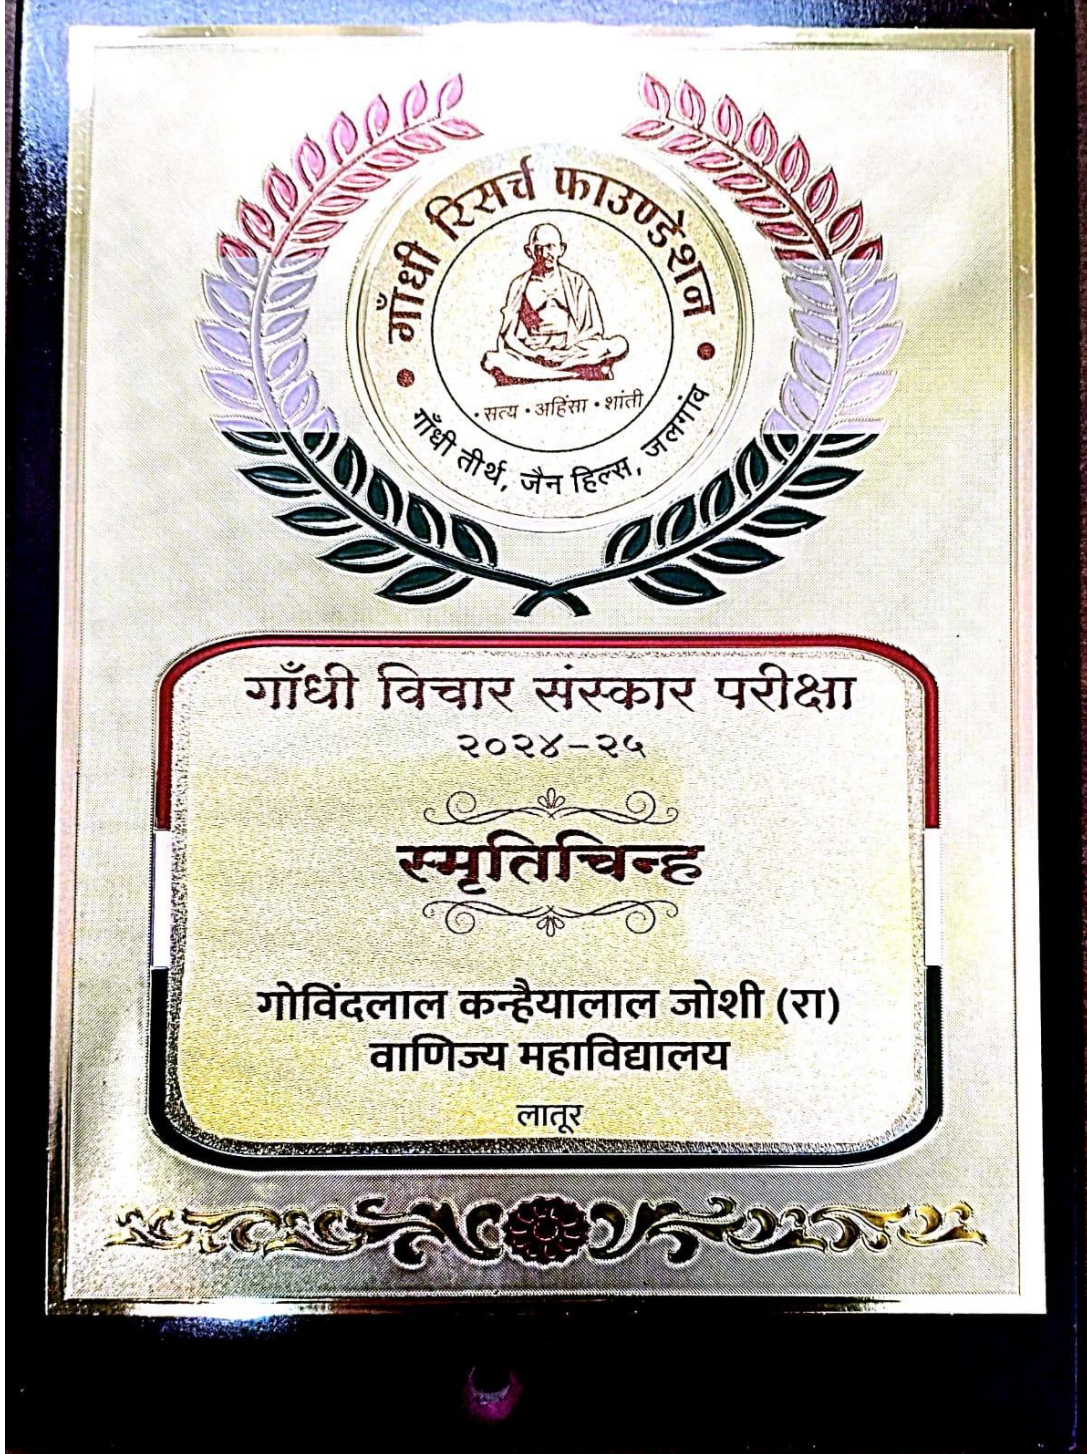 गाँधी रिसर्च फाउण्डेशन
• सत्य • अहिंसा • शांती
गाँधी तीर्थ, जैन हिल्स, जलगांव
गाँधी विचार संस्कार परीक्षा
२०२४-२५
स्मृतिचिन्ह
गोविंदलाल कन्हैयालाल जोशी (रा)
वाणिज्य महाविद्यालय
लातूर